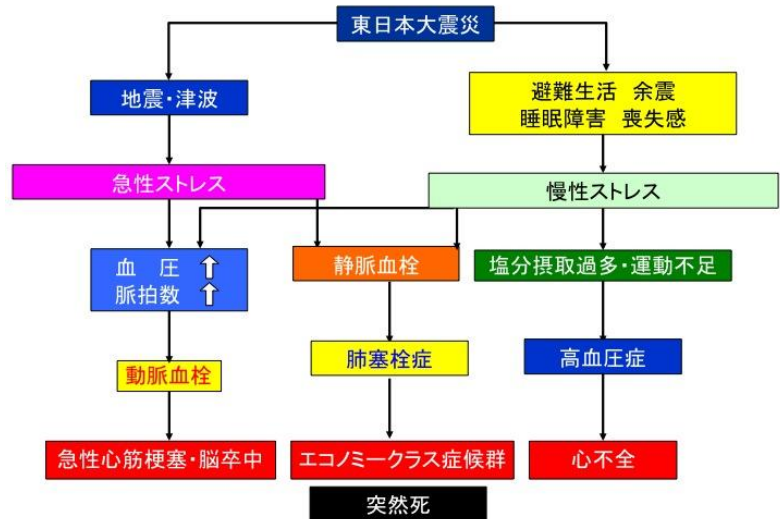 東日本大震災
地震・津波
避難生活 余震
睡眠障害 喪失感
急性ストレス
慢性ストレス
血 圧 ⇧
脈拍数 ⇧
静脈血栓
塩分摂取過多・運動不足
動脈血栓
肺塞栓症
高血圧症
急性心筋梗塞・脳卒中
エコノミークラス症候群
心不全
突然死